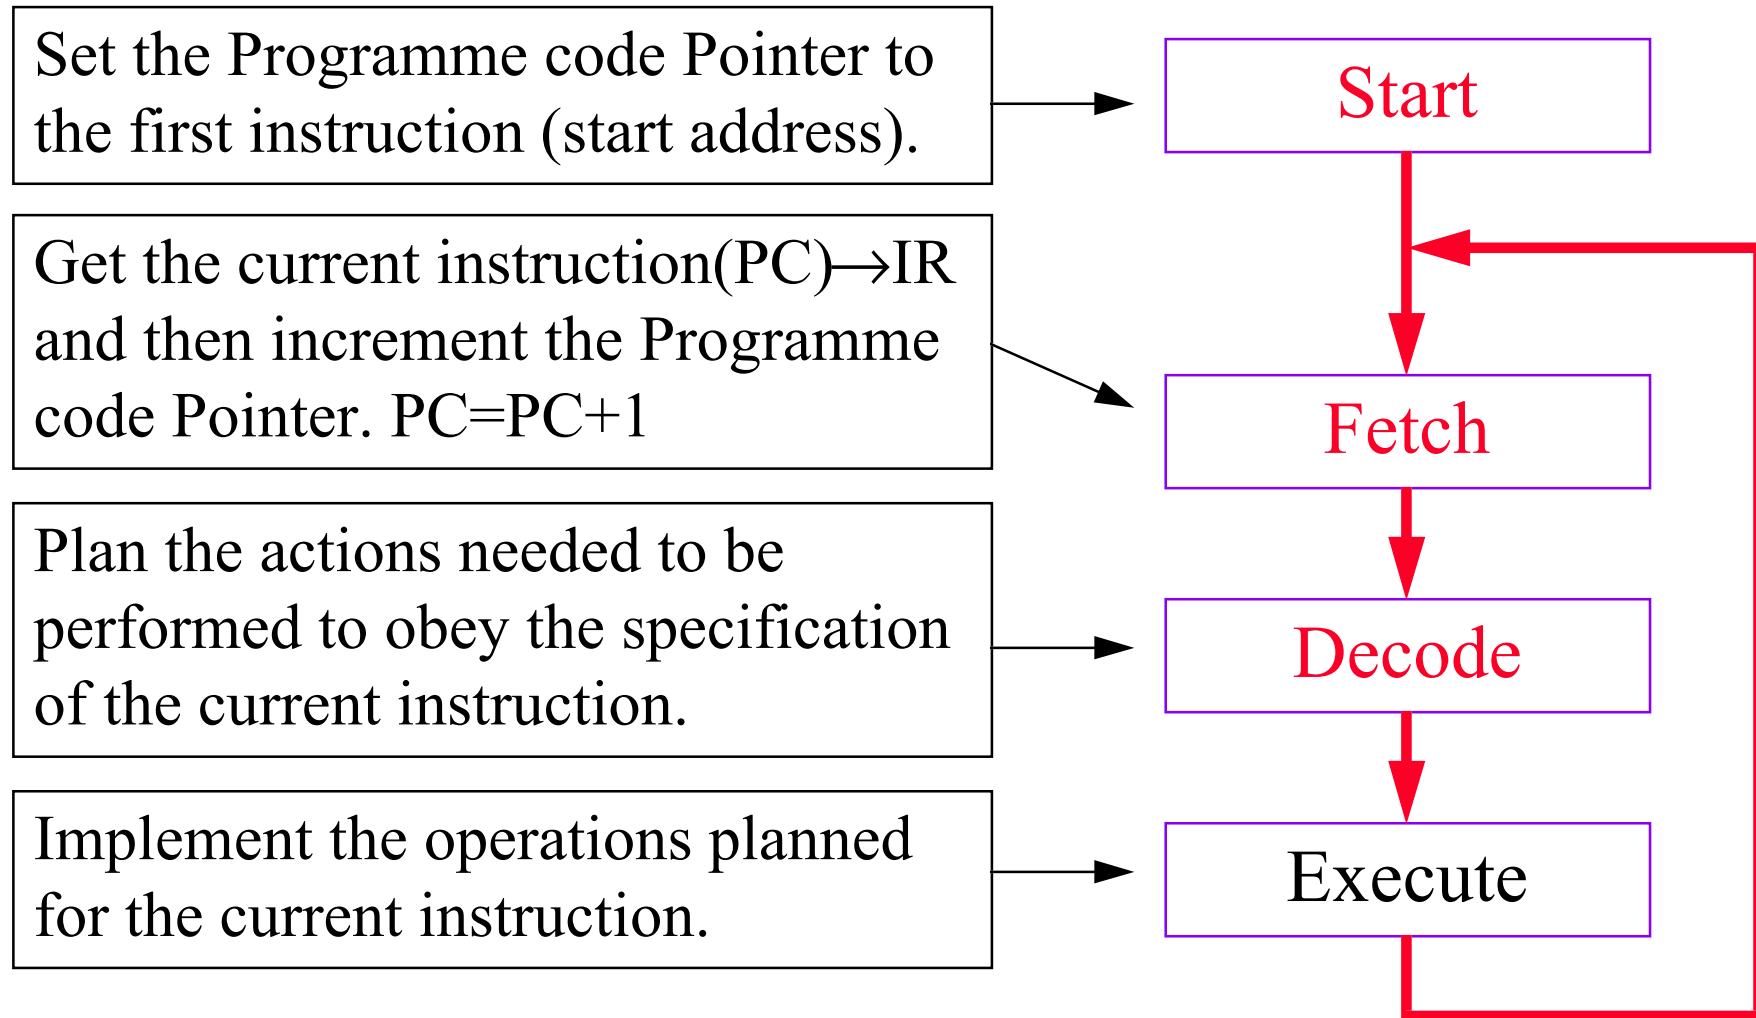 Set the Programme code Pointer to
the first instruction (start address).
Start
Get the current instruction(PC)→IR
and then increment the Programme
code Pointer. PC=PC+1
Fetch
Plan the actions needed to be
performed to obey the specification
of the current instruction.
Decode
Implement the operations planned
for the current instruction.
Execute